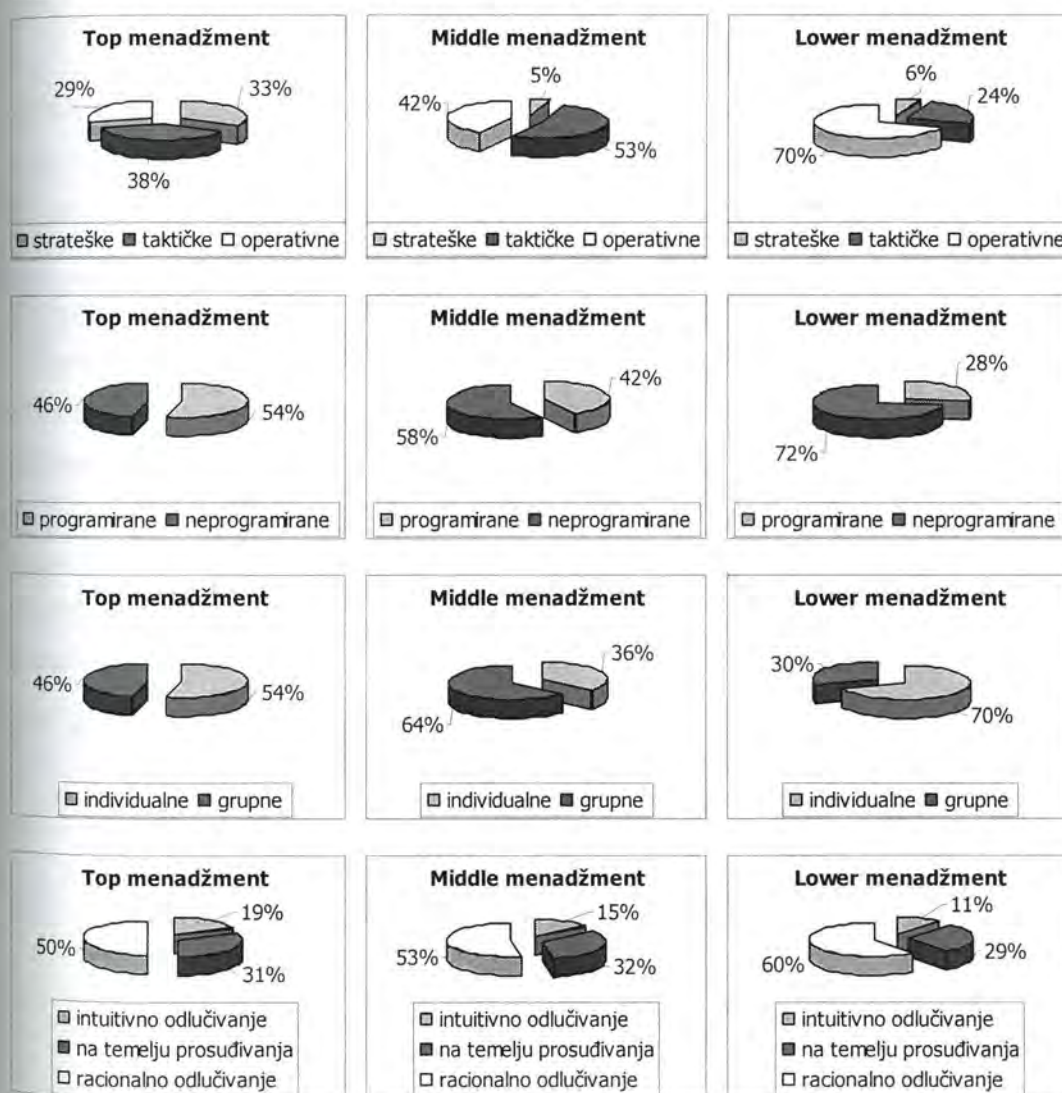 Top menadžment
29%
33%
38%
strateške taktičke operativne
Middle menadžment
5%
42%
53%
strateške taktičke operativne
Lower menadžment
6%
24%
70%
strateške taktičke operativne
Top menadžment
46%
54%
programirane neprogramirane
Middle menadžment
42%
58%
programirane neprogramirane
Lower menadžment
28%
72%
programirane neprogramirane
Top menadžment
46%
54%
individualne grupne
Middle menadžment
36%
64%
individualne grupne
Lower menadžment
30%
70%
individualne grupne
Top menadžment
19%
50%
31%
intuitivno odlučivanje
na temelju prosuđivanja
racionalno odlučivanje
Middle menadžment
15%
53%
32%
intuitivno odlučivanje
na temelju prosuđivanja
racionalno odlučivanje
Lower menadžment
11%
29%
60%
intuitivno odlučivanje
na temelju prosuđivanja
racionalno odlučivanje